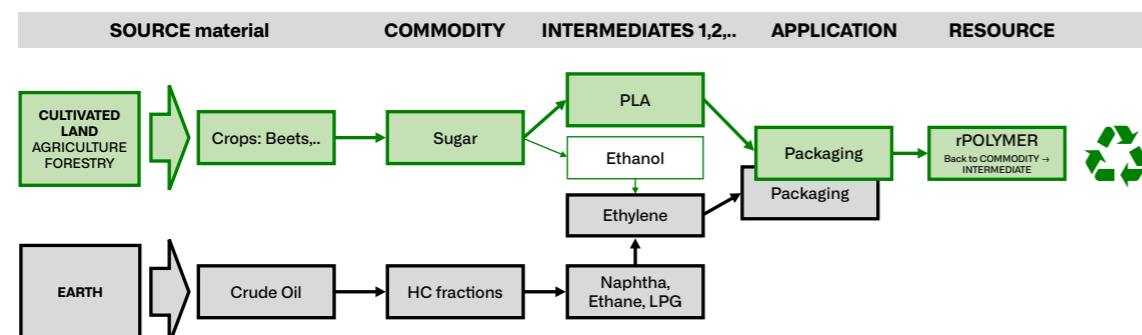 SOURCE material
COMMODITY
INTERMEDIATES 1,2,..
APPLICATION
RESOURCE
CULTIVATED
LAND
AGRICULTURE
FORESTRY
Crops: Beets,..
Sugar
PLA
Ethanol
Packaging
rPOLYMER
Back to COMMODITY →
INTERMEDIATE
Ethylene
Packaging
EARTH
Crude Oil
HC fractions
Naphtha,
Ethane, LPG